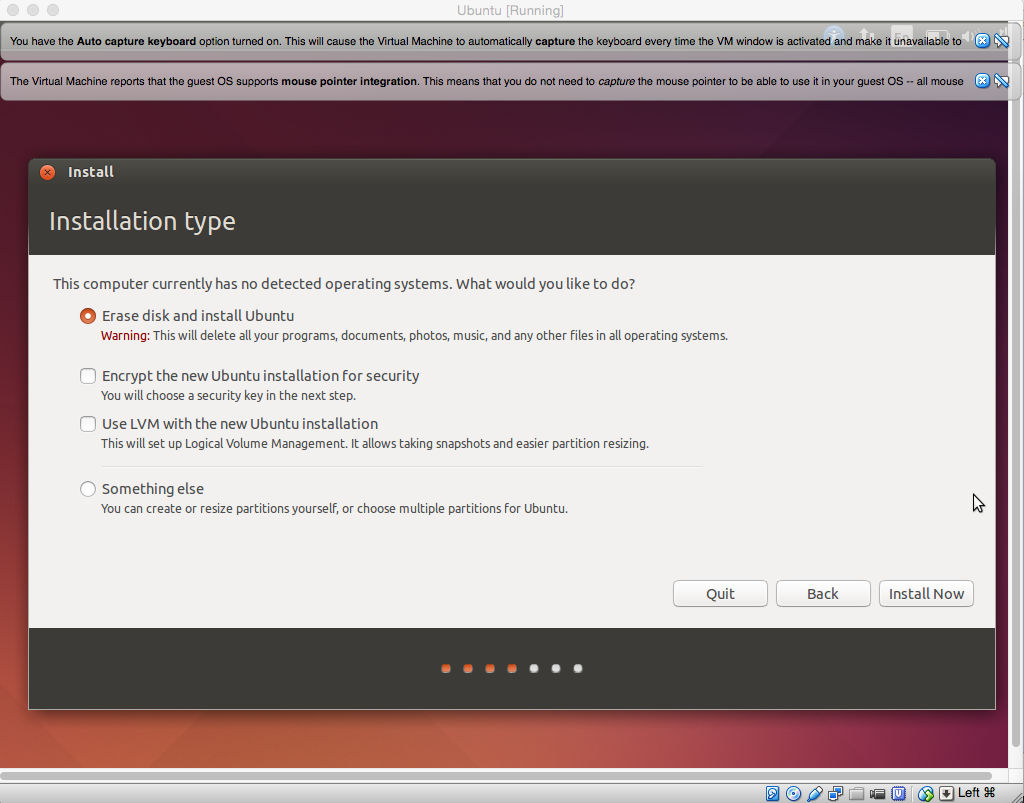 Ubuntu [Running]
You have the Auto capture keyboard option turned on. This will cause the Virtual Machine to automatically capture the keyboard every time the VM window is activated and make it unavailable to
The Virtual Machine reports that the guest OS supports mouse pointer integration. This means that you do not need to capture the mouse pointer to be able to use it in your guest OS -- all mouse
Install
Installation type
This computer currently has no detected operating systems. What would you like to do?
Erase disk and install Ubuntu
Warning: This will delete all your programs, documents, photos, music, and any other files in all operating systems.
Encrypt the new Ubuntu installation for security
You will choose a security key in the next step.
Use LVM with the new Ubuntu installation
This will set up Logical Volume Management. It allows taking snapshots and easier partition resizing.
Something else
You can create or resize partitions yourself, or choose multiple partitions for Ubuntu.
Quit Back Install Now
Left ⌘